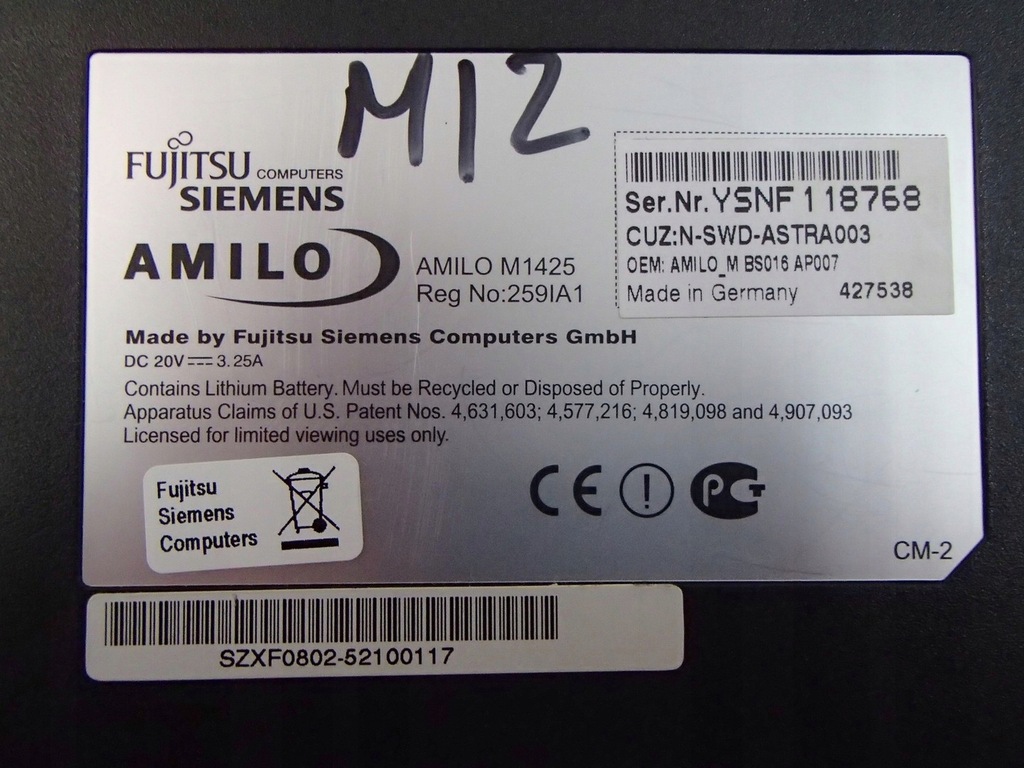 M12
FUJITSU COMPUTERS
SIEMENS
AMILO
AMILO M1425
Reg No:259IA1
Ser.Nr.YSNF118768
CUZ:N-SWD-ASTRA003
OEM: AMILO_M BS016 AP007
Made in Germany 427538
Made by Fujitsu Siemens Computers GmbH
DC 20V⎓3.25A
Contains Lithium Battery. Must be Recycled or Disposed of Properly.
Apparatus Claims of U.S. Patent Nos. 4,631,603; 4,577,216; 4,819,098 and 4,907,093
Licensed for limited viewing uses only.
Fujitsu
Siemens
Computers
CE ! PCT
CM-2
SZXF0802-52100117